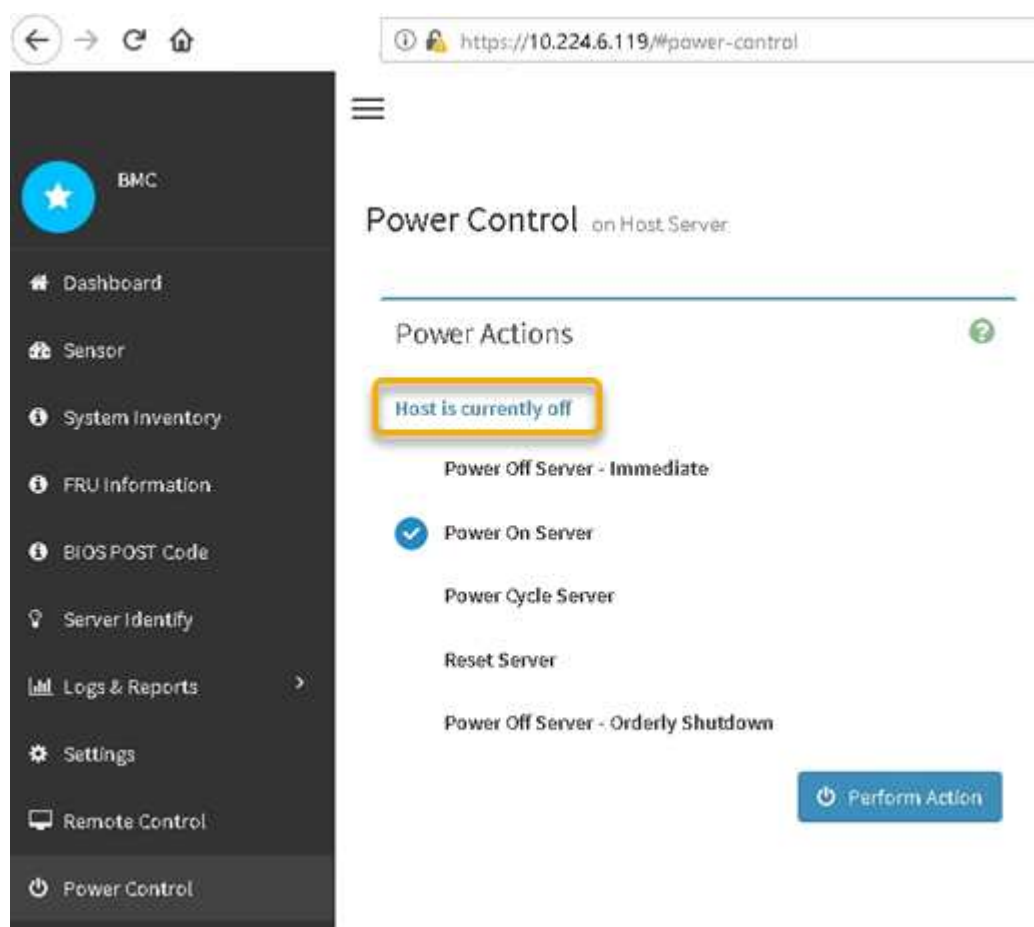 https://10.224.6.119/#power-control
BMC
Dashboard
Sensor
System Inventory
FRU Information
BIOS POST Code
Server Identify
Logs & Reports
Settings
Remote Control
Power Control
Power Control on Host Server
Power Actions
Host is currently off
Power Off Server - Immediate
Power On Server
Power Cycle Server
Reset Server
Power Off Server - Orderly Shutdown
Perform Action